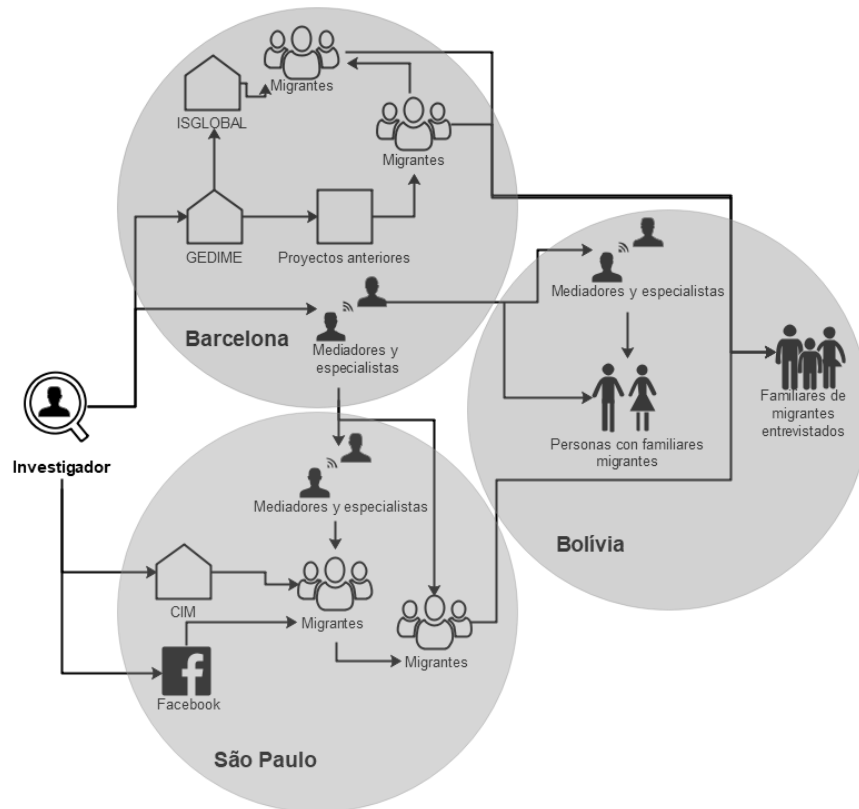 Migrantes
ISGLOBAL
Migrantes
GEDIME
Proyectos anteriores
Barcelona
Mediadores y
especialistas
Mediadores y especialistas
Personas con familiares
migrantes
Familiares de
migrantes
entrevistados
Bolívia
Investigador
Mediadores y especialistas
CIM
Migrantes
Migrantes
Facebook
São Paulo